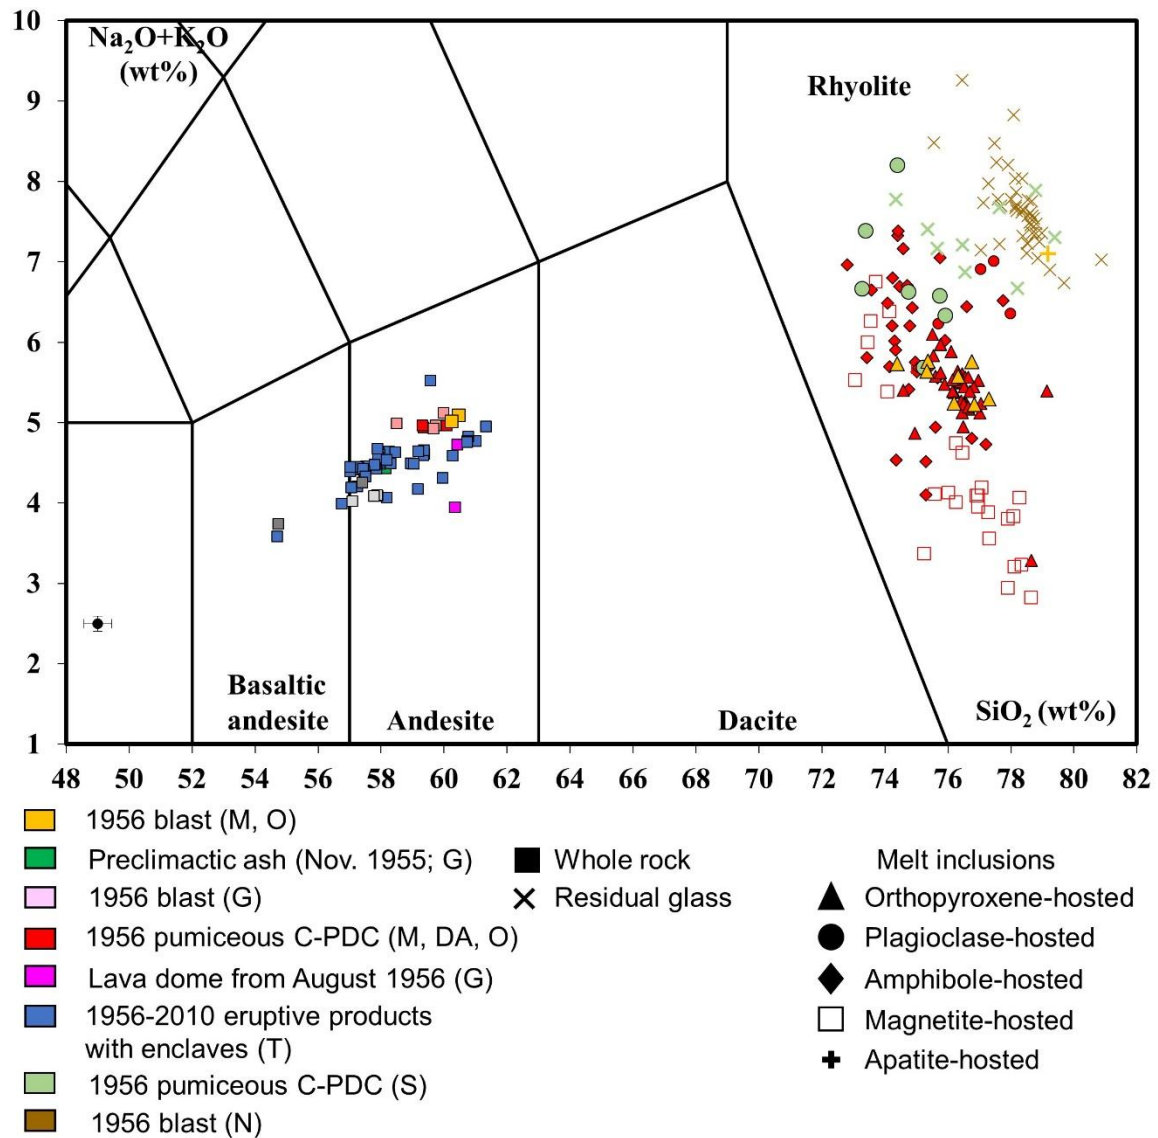 10
Na₂O+K₂O
(wt%)
9
Rhyolite
8
7
6
5
4
3
2
Basaltic
andesite
Andesite
Dacite
SiO₂ (wt%)
1
48 50 52 54 56 58 60 62 64 66 68 70 72 74 76 78 80 82
1956 blast (M, O)
Preclimactic ash (Nov. 1955; G)
1956 blast (G)
1956 pumiceous C-PDC (M, DA, O)
Lava dome from August 1956 (G)
1956-2010 eruptive products
with enclaves (T)
1956 pumiceous C-PDC (S)
1956 blast (N)
Whole rock
Residual glass
Melt inclusions
Orthopyroxene-hosted
Plagioclase-hosted
Amphibole-hosted
Magnetite-hosted
Apatite-hosted